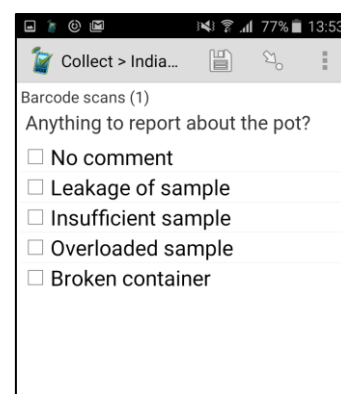 77% 13:53
Collect > India...
Barcode scans (1)
Anything to report about the pot?
No comment
Leakage of sample
Insufficient sample
Overloaded sample
Broken container